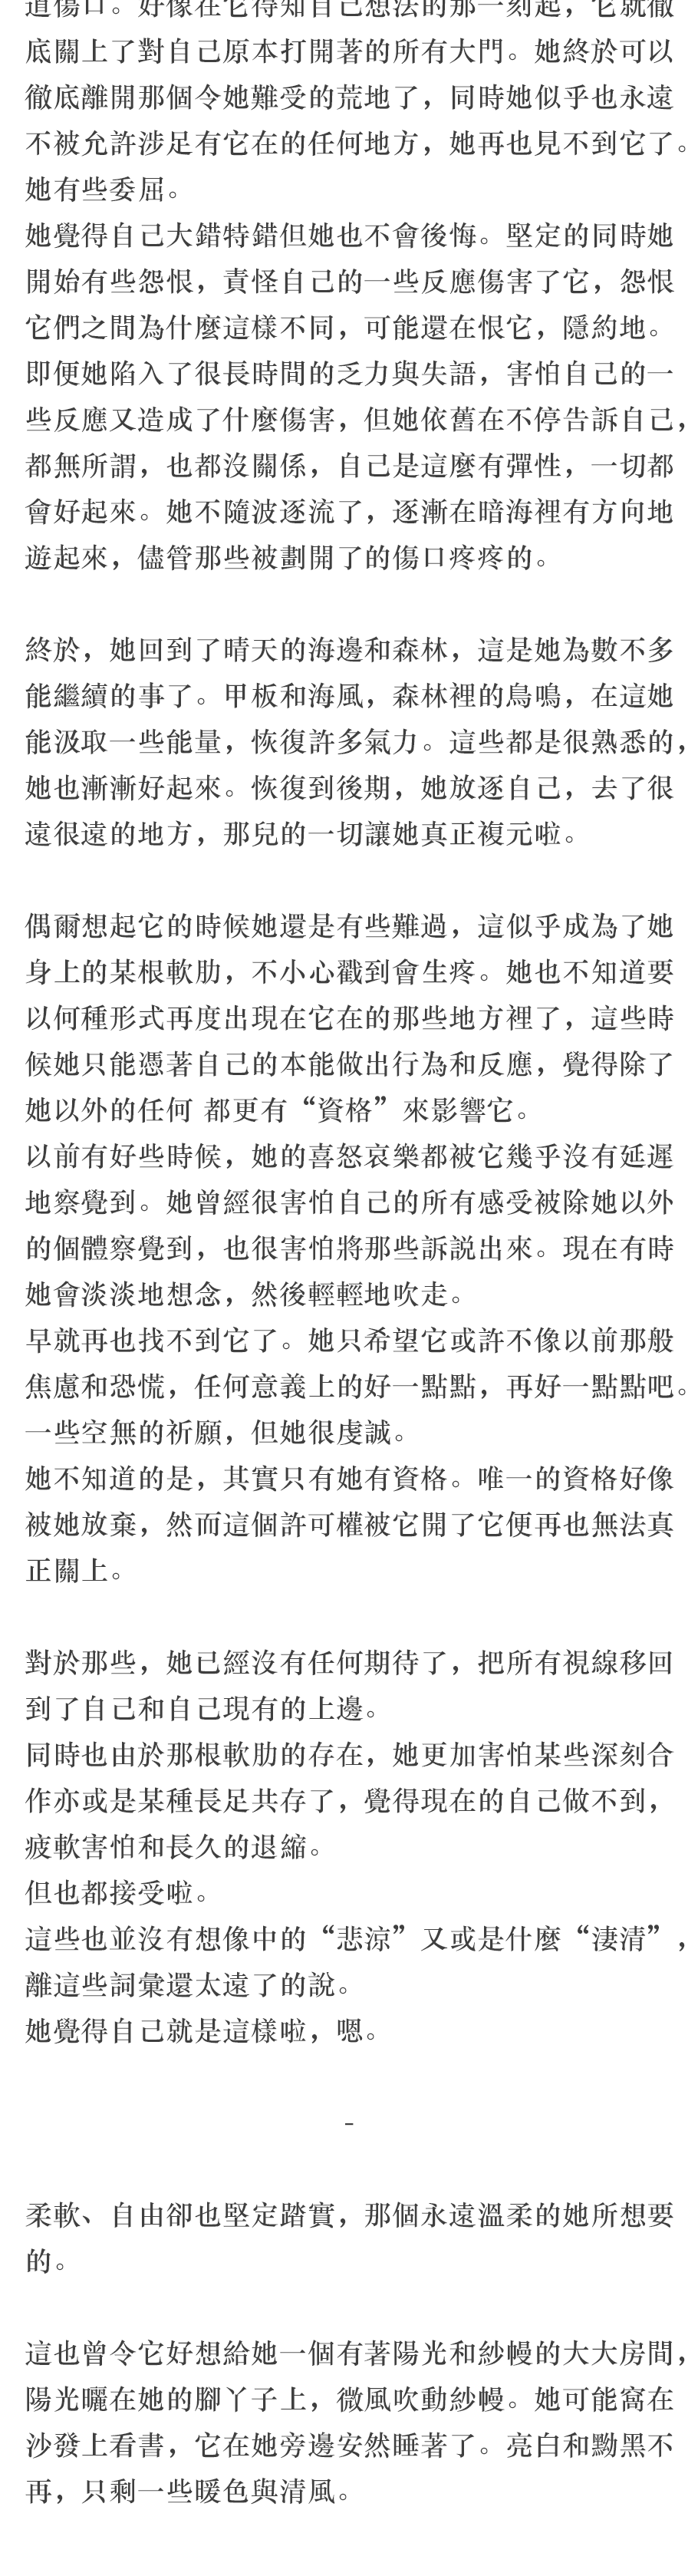 道傷口。好像在它得知自己想法的那一刻起，它就徹
底關上了對自己原本打開著的所有大門。她終於可以
徹底離開那個令她難受的荒地了，同時她似乎也永遠
不被允許涉足有它在的任何地方，她再也見不到它了。
她有些委屈。
她覺得自己大錯特錯但她也不會後悔。堅定的同時她
開始有些怨恨，責怪自己的一些反應傷害了它，怨恨
它們之間為什麼這樣不同，可能還在恨它，隱約地。
即便她陷入了很長時間的乏力與失語，害怕自己的一
些反應又造成了什麼傷害，但她依舊在不停告訴自己，
都無所謂，也都沒關係，自己是這麼有彈性，一切都
會好起來。她不隨波逐流了，逐漸在暗海裡有方向地
遊起來，儘管那些被劃開了的傷口疼疼的。
終於，她回到了晴天的海邊和森林，這是她為數不多
能繼續的事了。甲板和海風，森林裡的鳥鳴，在這她
能汲取一些能量，恢復許多氣力。這些都是很熟悉的，
她也漸漸好起來。恢復到後期，她放逐自己，去了很
遠很遠的地方，那兒的一切讓她真正複元啦。
偶爾想起它的時候她還是有些難過，這似乎成為了她
身上的某根軟肋，不小心戳到會生疼。她也不知道要
以何種形式再度出現在它在的那些地方裡了，這些時
候她只能憑著自己的本能做出行為和反應，覺得除了
她以外的任何 都更有“資格”來影響它。
以前有好些時候，她的喜怒哀樂都被它幾乎沒有延遲
地察覺到。她曾經很害怕自己的所有感受被除她以外
的個體察覺到，也很害怕將那些訴説出來。現在有時
她會淡淡地想念，然後輕輕地吹走。
早就再也找不到它了。她只希望它或許不像以前那般
焦慮和恐慌，任何意義上的好一點點，再好一點點吧。
一些空無的祈願，但她很虔誠。
她不知道的是，其實只有她有資格。唯一的資格好像
被她放棄，然而這個許可權被它開了它便再也無法真
正關上。
對於那些，她已經沒有任何期待了，把所有視線移回
到了自己和自己現有的上邊。
同時也由於那根軟肋的存在，她更加害怕某些深刻合
作亦或是某種長足共存了，覺得現在的自己做不到，
疲軟害怕和長久的退縮。
但也都接受啦。
這些也並沒有想像中的“悲涼”又或是什麼“淒清”，
離這些詞彙還太遠了的說。
她覺得自己就是這樣啦，嗯。
-
柔軟、自由卻也堅定踏實，那個永遠溫柔的她所想要
的。
這也曾令它好想給她一個有著陽光和紗幔的大大房間，
陽光曬在她的腳丫子上，微風吹動紗幔。她可能窩在
沙發上看書，它在她旁邊安然睡著了。亮白和黝黑不
再，只剩一些暖色與清風。